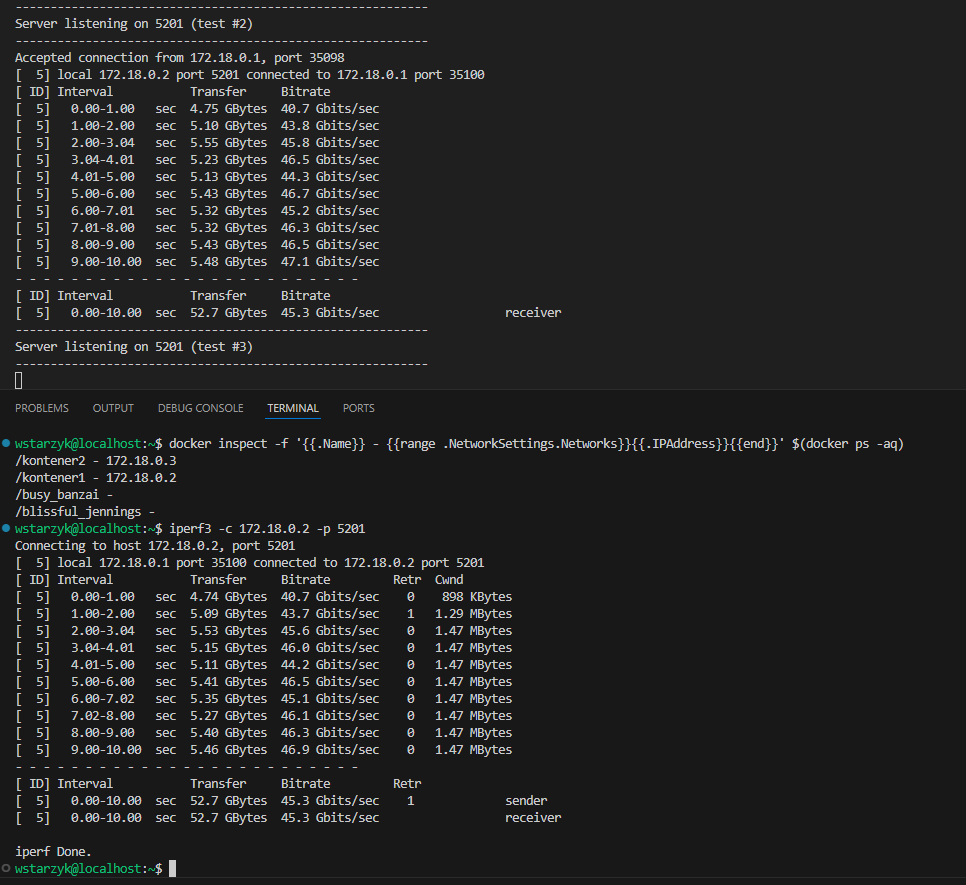 -----------------------------------------------------------
Server listening on 5201 (test #2)
-----------------------------------------------------------
Accepted connection from 172.18.0.1, port 35098
[  5] local 172.18.0.2 port 5201 connected to 172.18.0.1 port 35100
[ ID] Interval           Transfer     Bitrate
[  5]   0.00-1.00   sec  4.75 GBytes  40.7 Gbits/sec
[  5]   1.00-2.00   sec  5.10 GBytes  43.8 Gbits/sec
[  5]   2.00-3.04   sec  5.55 GBytes  45.8 Gbits/sec
[  5]   3.04-4.01   sec  5.23 GBytes  46.5 Gbits/sec
[  5]   4.01-5.00   sec  5.13 GBytes  44.3 Gbits/sec
[  5]   5.00-6.00   sec  5.43 GBytes  46.7 Gbits/sec
[  5]   6.00-7.01   sec  5.32 GBytes  45.2 Gbits/sec
[  5]   7.01-8.00   sec  5.32 GBytes  46.3 Gbits/sec
[  5]   8.00-9.00   sec  5.43 GBytes  46.5 Gbits/sec
[  5]   9.00-10.00  sec  5.48 GBytes  47.1 Gbits/sec
- - - - - - - - - - - - - - - - - - - - - - - - -
[ ID] Interval           Transfer     Bitrate
[  5]   0.00-10.00  sec  52.7 GBytes  45.3 Gbits/sec                  receiver
-----------------------------------------------------------
Server listening on 5201 (test #3)
-----------------------------------------------------------
PROBLEMS OUTPUT DEBUG CONSOLE TERMINAL PORTS
wstarzyk@localhost:~$ docker inspect -f '{{.Name}} - {{range .NetworkSettings.Networks}}{{.IPAddress}}{{end}}' $(docker ps -aq)
/kontener2 - 172.18.0.3
/kontener1 - 172.18.0.2
/busy_banzai -
/blissful_jennings -
wstarzyk@localhost:~$ iperf3 -c 172.18.0.2 -p 5201
Connecting to host 172.18.0.2, port 5201
[  5] local 172.18.0.1 port 35100 connected to 172.18.0.2 port 5201
[ ID] Interval           Transfer     Bitrate         Retr  Cwnd
[  5]   0.00-1.00   sec  4.74 GBytes  40.7 Gbits/sec    0    898 KBytes
[  5]   1.00-2.00   sec  5.09 GBytes  43.7 Gbits/sec    1   1.29 MBytes
[  5]   2.00-3.04   sec  5.53 GBytes  45.6 Gbits/sec    0   1.47 MBytes
[  5]   3.04-4.01   sec  5.15 GBytes  46.0 Gbits/sec    0   1.47 MBytes
[  5]   4.01-5.00   sec  5.11 GBytes  44.2 Gbits/sec    0   1.47 MBytes
[  5]   5.00-6.00   sec  5.41 GBytes  46.5 Gbits/sec    0   1.47 MBytes
[  5]   6.00-7.02   sec  5.35 GBytes  45.1 Gbits/sec    0   1.47 MBytes
[  5]   7.02-8.00   sec  5.27 GBytes  46.1 Gbits/sec    0   1.47 MBytes
[  5]   8.00-9.00   sec  5.40 GBytes  46.3 Gbits/sec    0   1.47 MBytes
[  5]   9.00-10.00  sec  5.46 GBytes  46.9 Gbits/sec    0   1.47 MBytes
- - - - - - - - - - - - - - - - - - - - - - - - -
[ ID] Interval           Transfer     Bitrate         Retr
[  5]   0.00-10.00  sec  52.7 GBytes  45.3 Gbits/sec    1             sender
[  5]   0.00-10.00  sec  52.7 GBytes  45.3 Gbits/sec                  receiver
iperf Done.
wstarzyk@localhost:~$